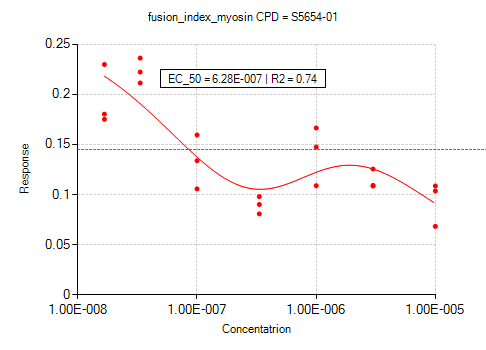 fusion_index_myosin CPD = S5654-01
0.25
EC_50 = 6.28E-007 | R2 = 0.74
0.2
0.15
Response
0.1
0.05
0
1.00E-008 1.00E-007 1.00E-006 1.00E-005
Concentatrion